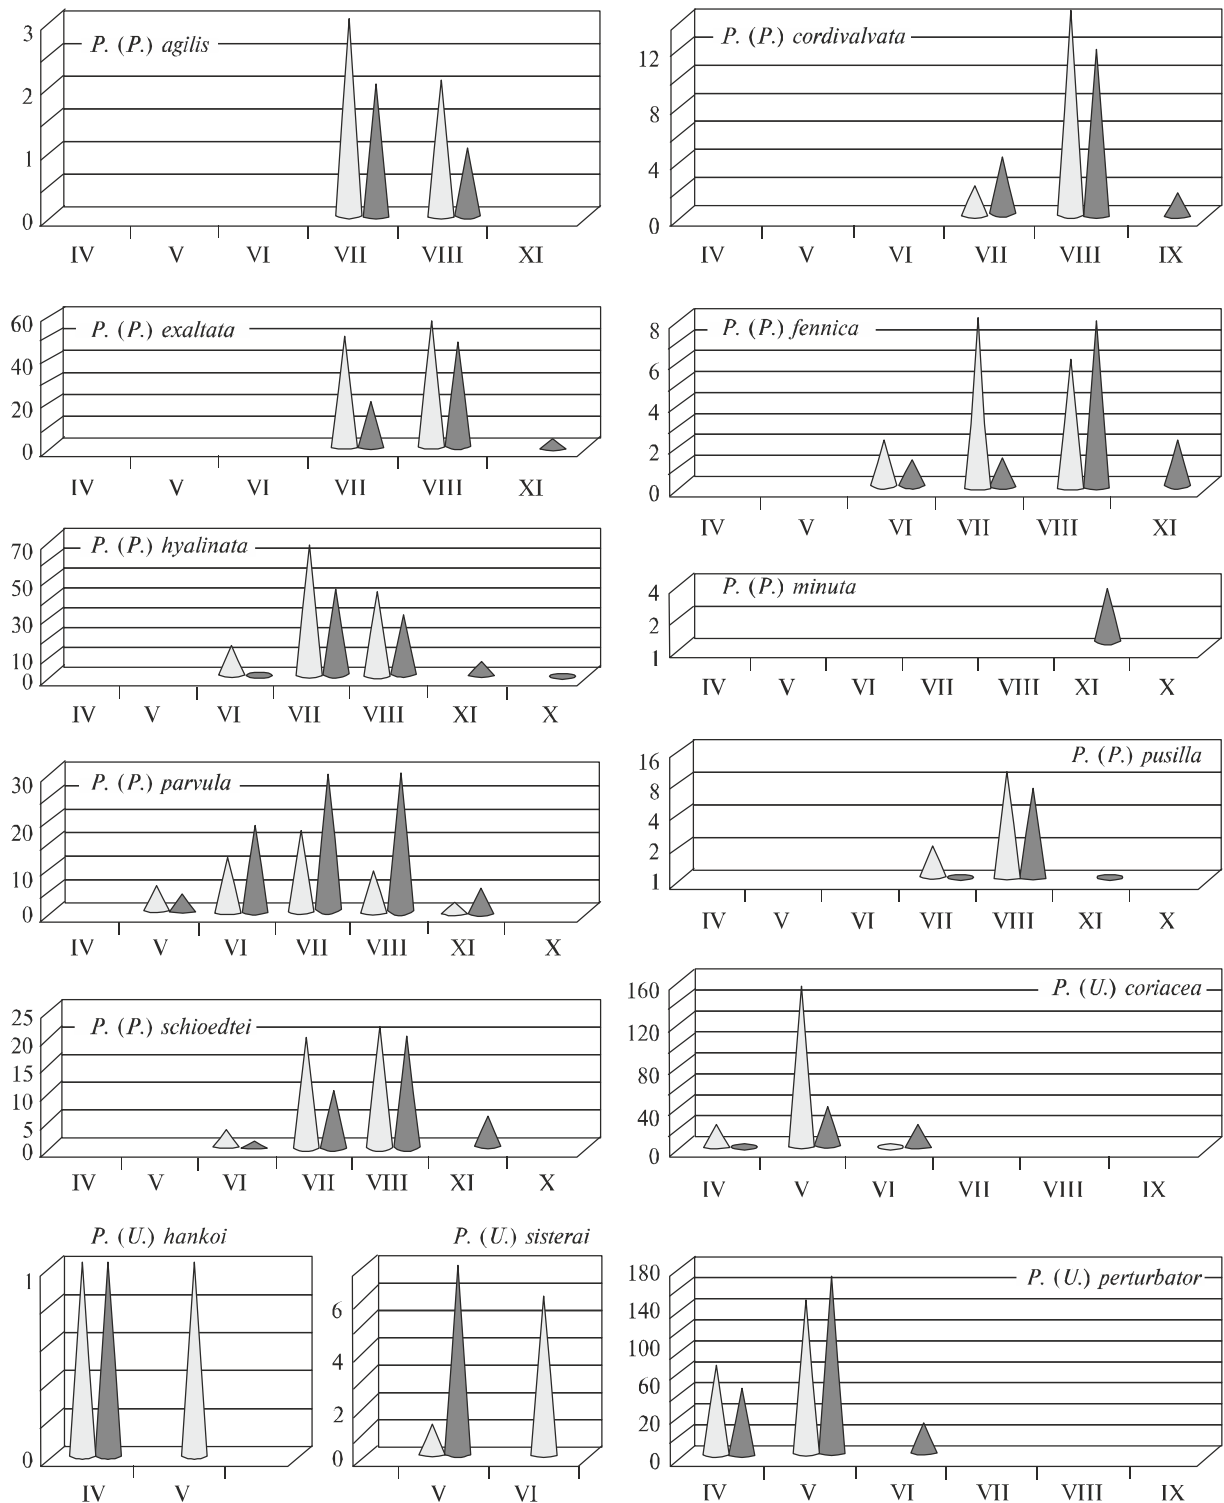 P. (P.) agilis
3
2
1
0
IV V VI VII VIII XI
P. (P.) cordivalvata
12
8
4
0
IV V VI VII VIII IX
P. (P.) exaltata
60
40
20
0
IV V VI VII VIII XI
P. (P.) fennica
8
6
4
2
0
IV V VI VII VIII XI
P. (P.) hyalinata
70
50
30
10
0
IV V VI VII VIII XI X
P. (P.) minuta
4
2
1
IV V VI VII VIII XI X
P. (P.) parvula
30
20
10
0
IV V VI VII VIII XI X
P. (P.) pusilla
16
8
4
2
1
IV V VI VII VIII XI X
P. (P.) schioedtei
25
20
15
10
5
0
IV V VI VII VIII XI X
P. (U.) coriacea
160
120
80
40
0
IV V VI VII VIII IX
P. (U.) hankoi
1
0
IV V
P. (U.) sisterai
6
4
2
0
V VI
P. (U.) perturbator
180
140
100
60
20
0
IV V VI VII VIII IX